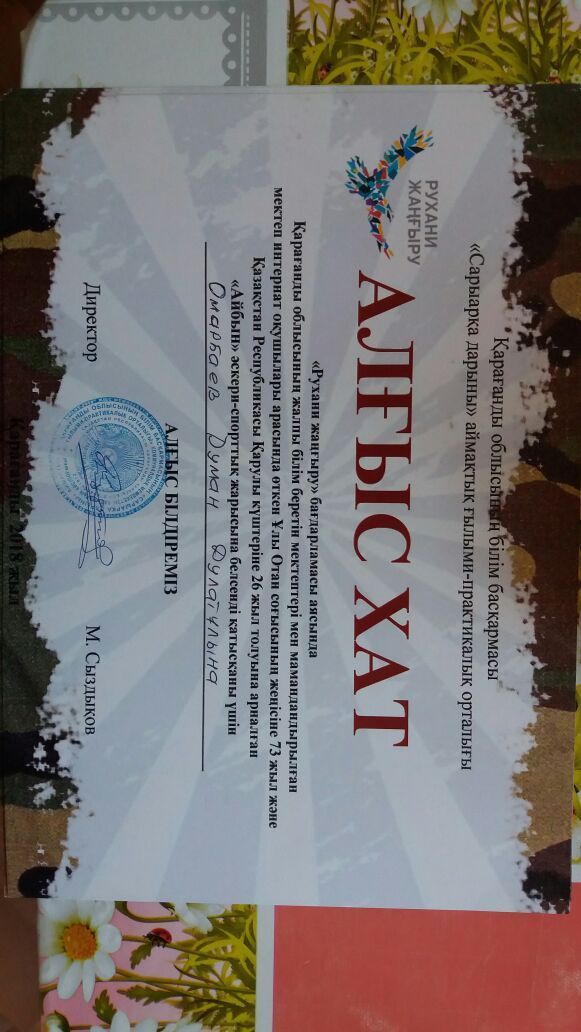 Қарағанды облысының білім басқармасы
«Сарыарқа дарыны» аймақтық ғылыми-практикалық орталығы
РУХАНИ
ЖАҢҒЫРУ
АЛҒЫС ХАТ
«Рухани жаңғыру» бағдарламасы аясында
Қарағанды облысының жалпы білім беретін мектептері мен мамандандырылған
мектеп интернат оқушылары арасында өткен Ұлы Отан соғысының жеңісіне 73 жыл және
Қазақстан Республикасы Қарулы күштеріне 26 жыл толуына арналған
«Айбын» әскери-спорттық жарысына белсенді қатысқаны үшін
Омарбаев Думан Дулатұлына
АЛҒЫС БІЛДІРЕМІЗ
Директор
М. Сыздықов
Қарағанды 2018 жыл